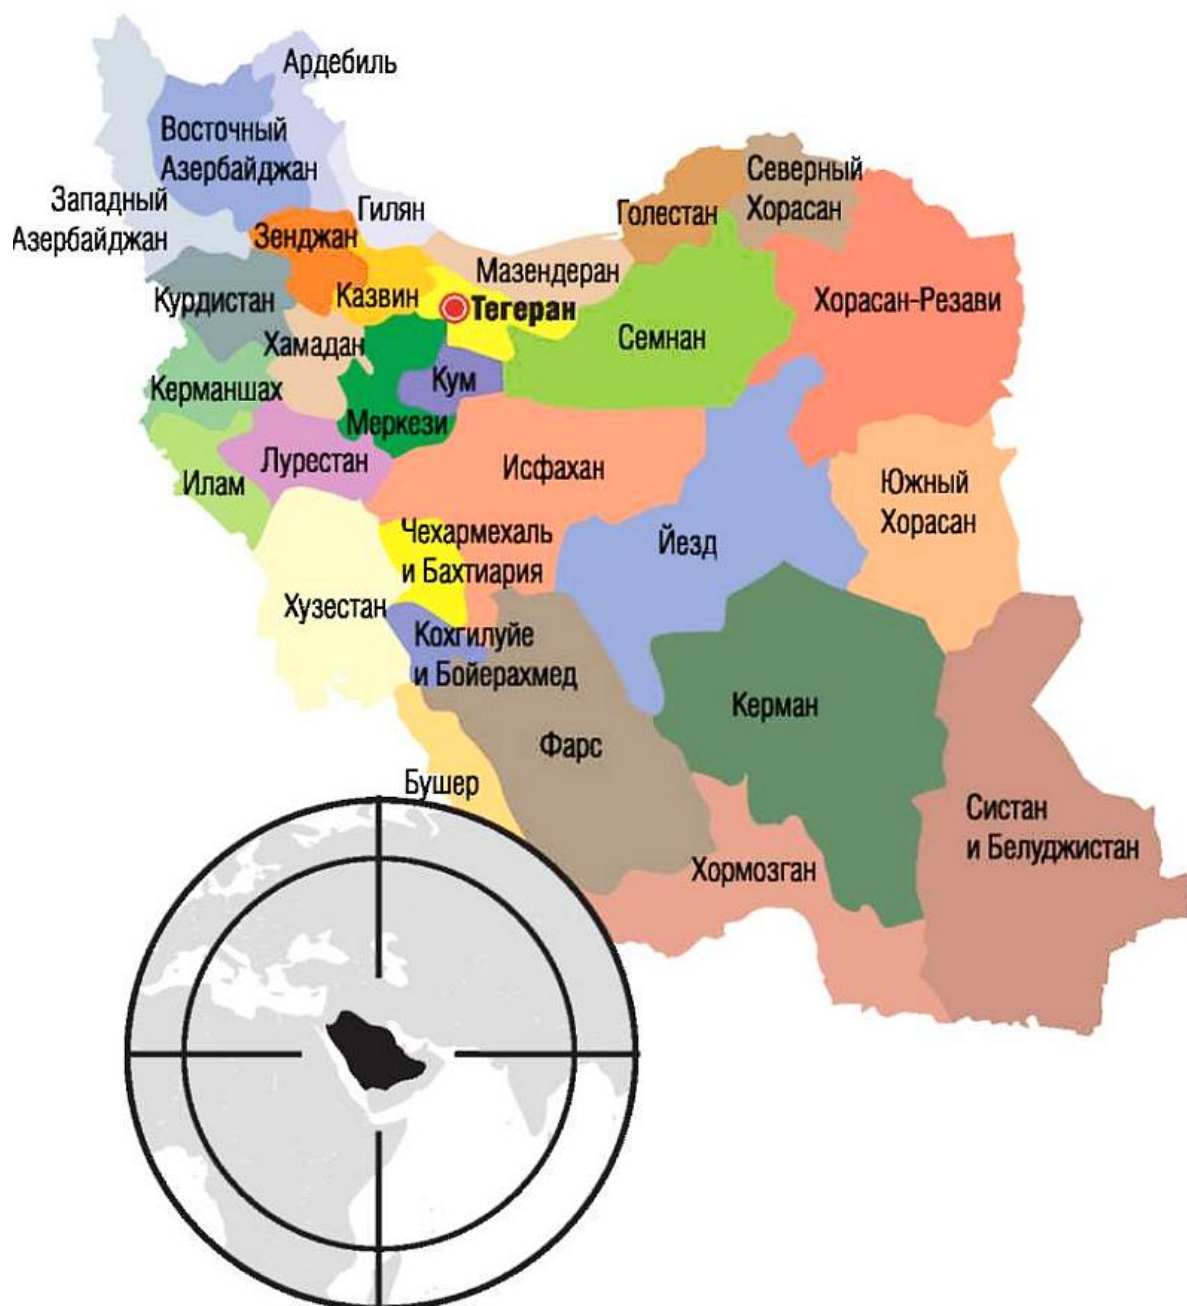 Ардебиль
Восточный
Азербайджан
Западный
Азербайджан
Гилян
Зенджан
Голестан
Северный
Хорасан
Мазендеран
Курдистан
Казвин
Тегеран
Хорасан-Резави
Хамадан
Семнан
Керманшах
Кум
Меркези
Лурестан
Исфахан
Илам
Южный
Хорасан
Чехармехаль
и Бахтиария
Йезд
Хузестан
Кохгилуйе
и Бойерахмед
Керман
Фарс
Бушер
Систан
и Белуджистан
Хормозган